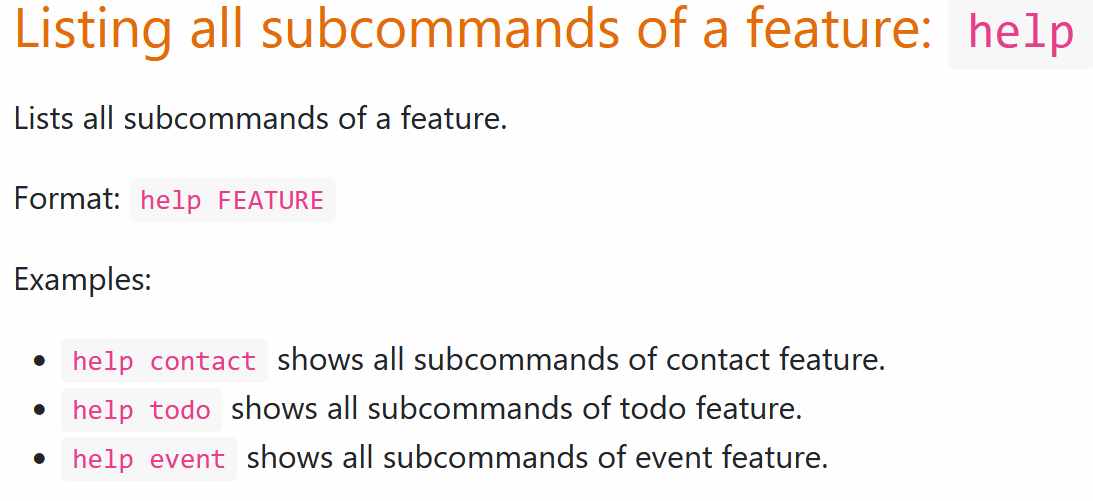 Listing all subcommands of a feature: help
Lists all subcommands of a feature.
Format: help FEATURE
Examples:
• help contact shows all subcommands of contact feature.
• help todo shows all subcommands of todo feature.
• help event shows all subcommands of event feature.